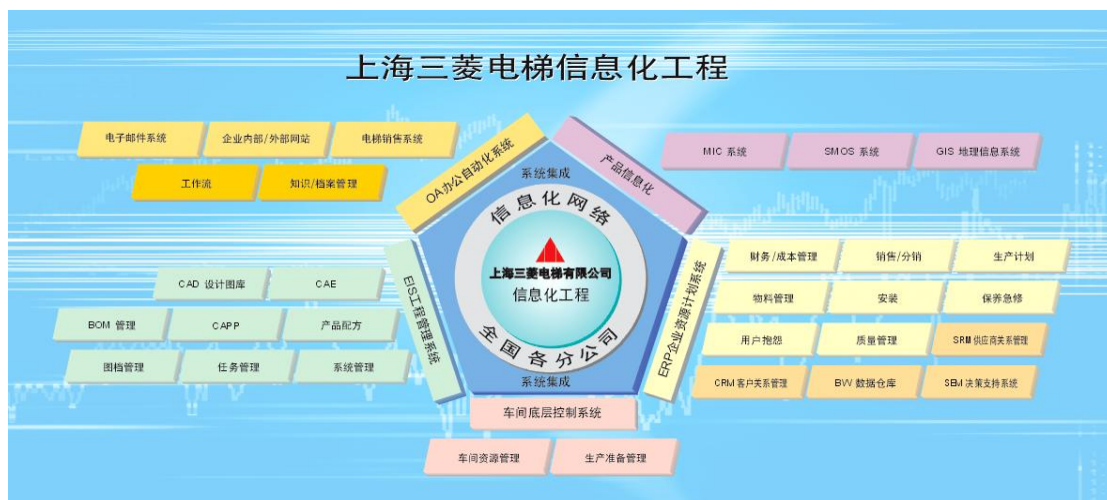 上海三菱电梯信息化工程
电子邮件系统
企业内部/外部网站
电梯销售系统
工作流
知识/档案管理
OA办公自动化系统
产品信息化
MIC 系统
SMOS 系统
GIS 地理信息系统
系统集成
信息化网络
上海三菱电梯有限公司
信息化工程
全国各分公司
系统集成
EIS工程管理系统
CAD 设计图库
CAE
BOM 管理
CAPP
产品配方
图档管理
任务管理
系统管理
ERP企业资源计划系统
财务/成本管理
销售/分销
生产计划
物料管理
安装
保养急修
用户抱怨
质量管理
SRM 供应商关系管理
CRM 客户关系管理
BW 数据仓库
SEM 决策支持系统
车间底层控制系统
车间资源管理
生产准备管理